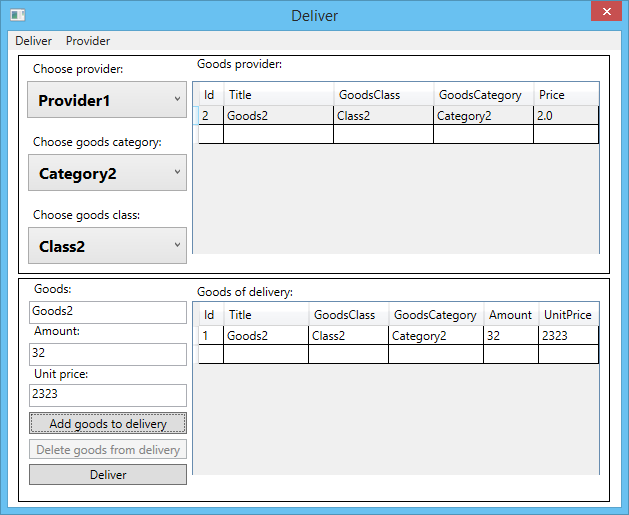 Deliver
Deliver Provider
Choose provider:
Provider1
Choose goods category:
Category2
Choose goods class:
Class2
Goods provider:
Id Title GoodsClass GoodsCategory Price
2 Goods2 Class2 Category2 2.0
Goods:
Goods2
Amount:
32
Unit price:
2323
Add goods to delivery
Delete goods from delivery
Deliver
Goods of delivery:
Id Title GoodsClass GoodsCategory Amount UnitPrice
1 Goods2 Class2 Category2 32 2323